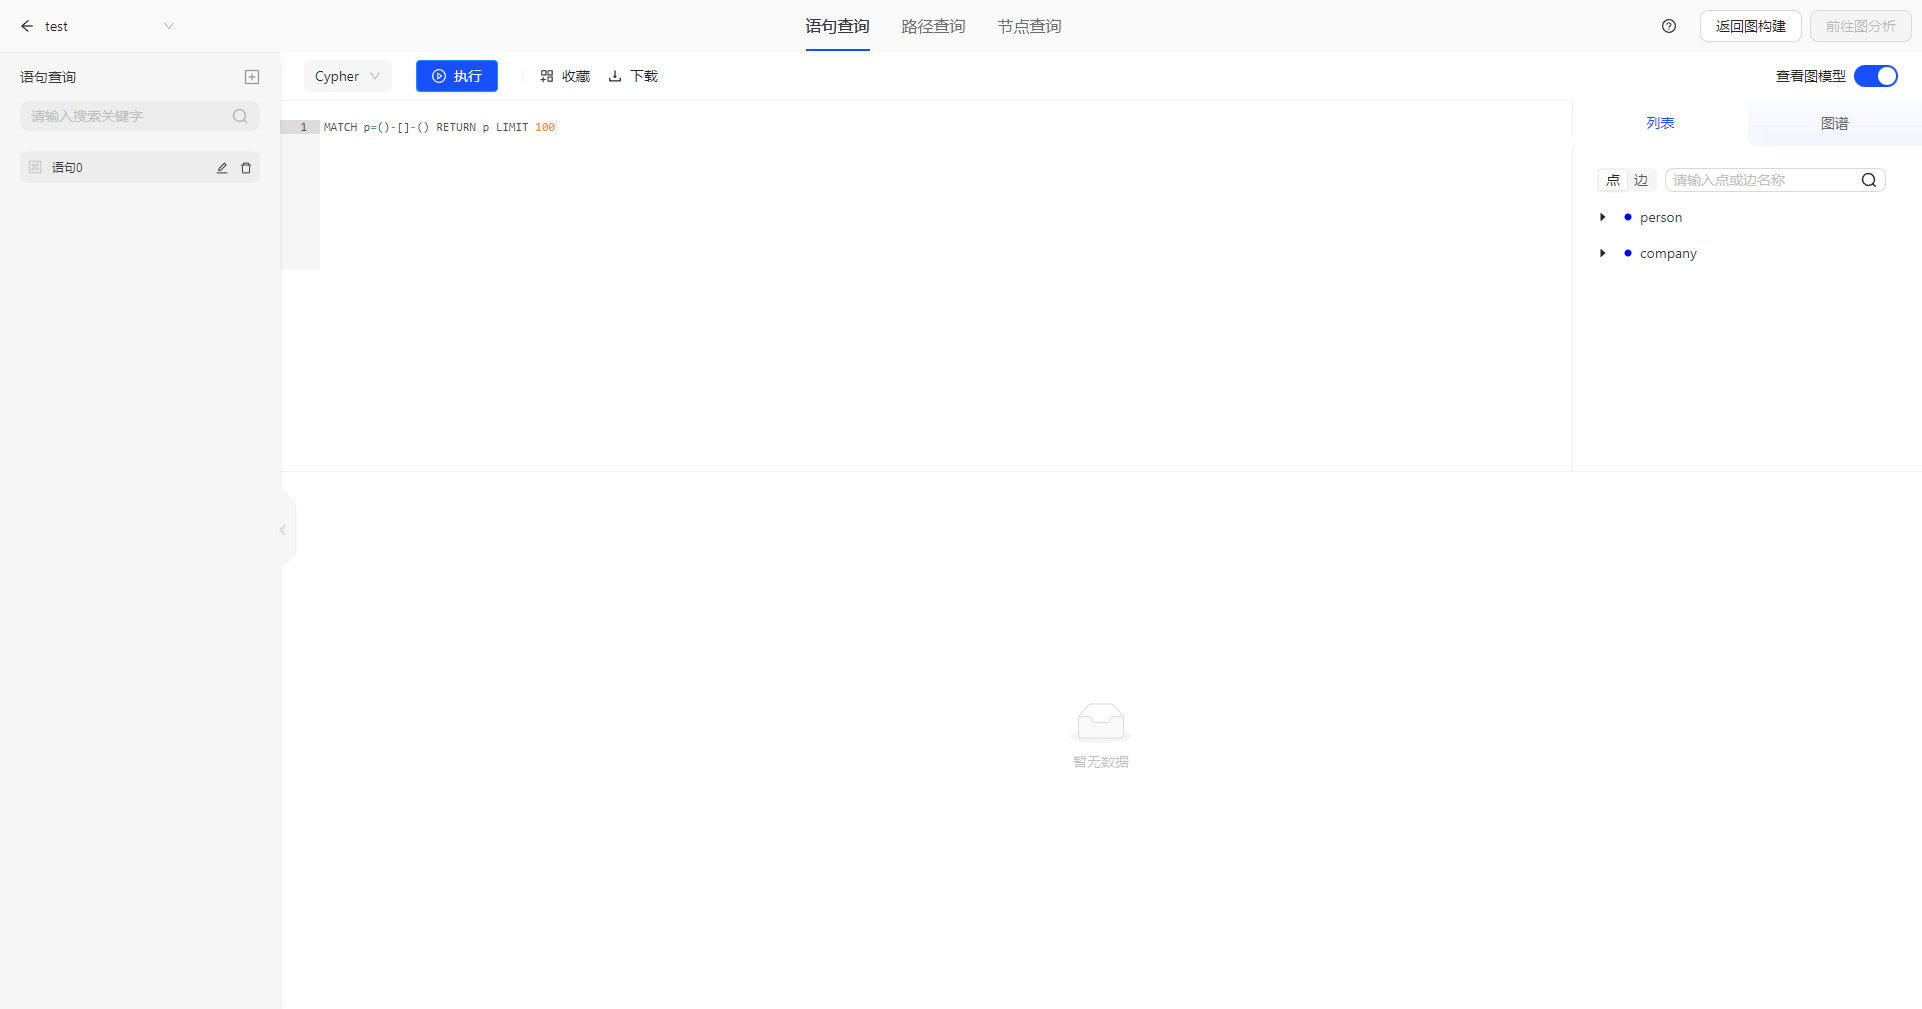 test
语句查询
路径查询
节点查询
返回图构建
前往图分析
语句查询
请输入搜索关键字
语句0
Cypher
执行
收藏
下载
查看图模型
1 MATCH p=()-[]-() RETURN p LIMIT 100
列表
图谱
点
边
请输入点或边名称
person
company
暂无数据